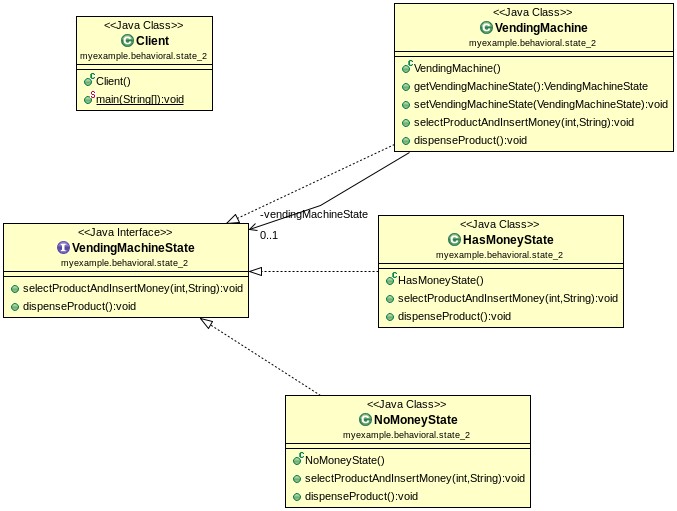 <<Java Class>>
Client
myexample.behavioral.state_2
Client()
main(String[]):void
<<Java Class>>
VendingMachine
myexample.behavioral.state_2
VendingMachine()
getVendingMachineState():VendingMachineState
setVendingMachineState(VendingMachineState):void
selectProductAndInsertMoney(int,String):void
dispenseProduct():void
-vendingMachineState
0..1
<<Java Interface>>
VendingMachineState
myexample.behavioral.state_2
selectProductAndInsertMoney(int,String):void
dispenseProduct():void
<<Java Class>>
HasMoneyState
myexample.behavioral.state_2
HasMoneyState()
selectProductAndInsertMoney(int,String):void
dispenseProduct():void
<<Java Class>>
NoMoneyState
myexample.behavioral.state_2
NoMoneyState()
selectProductAndInsertMoney(int,String):void
dispenseProduct():void